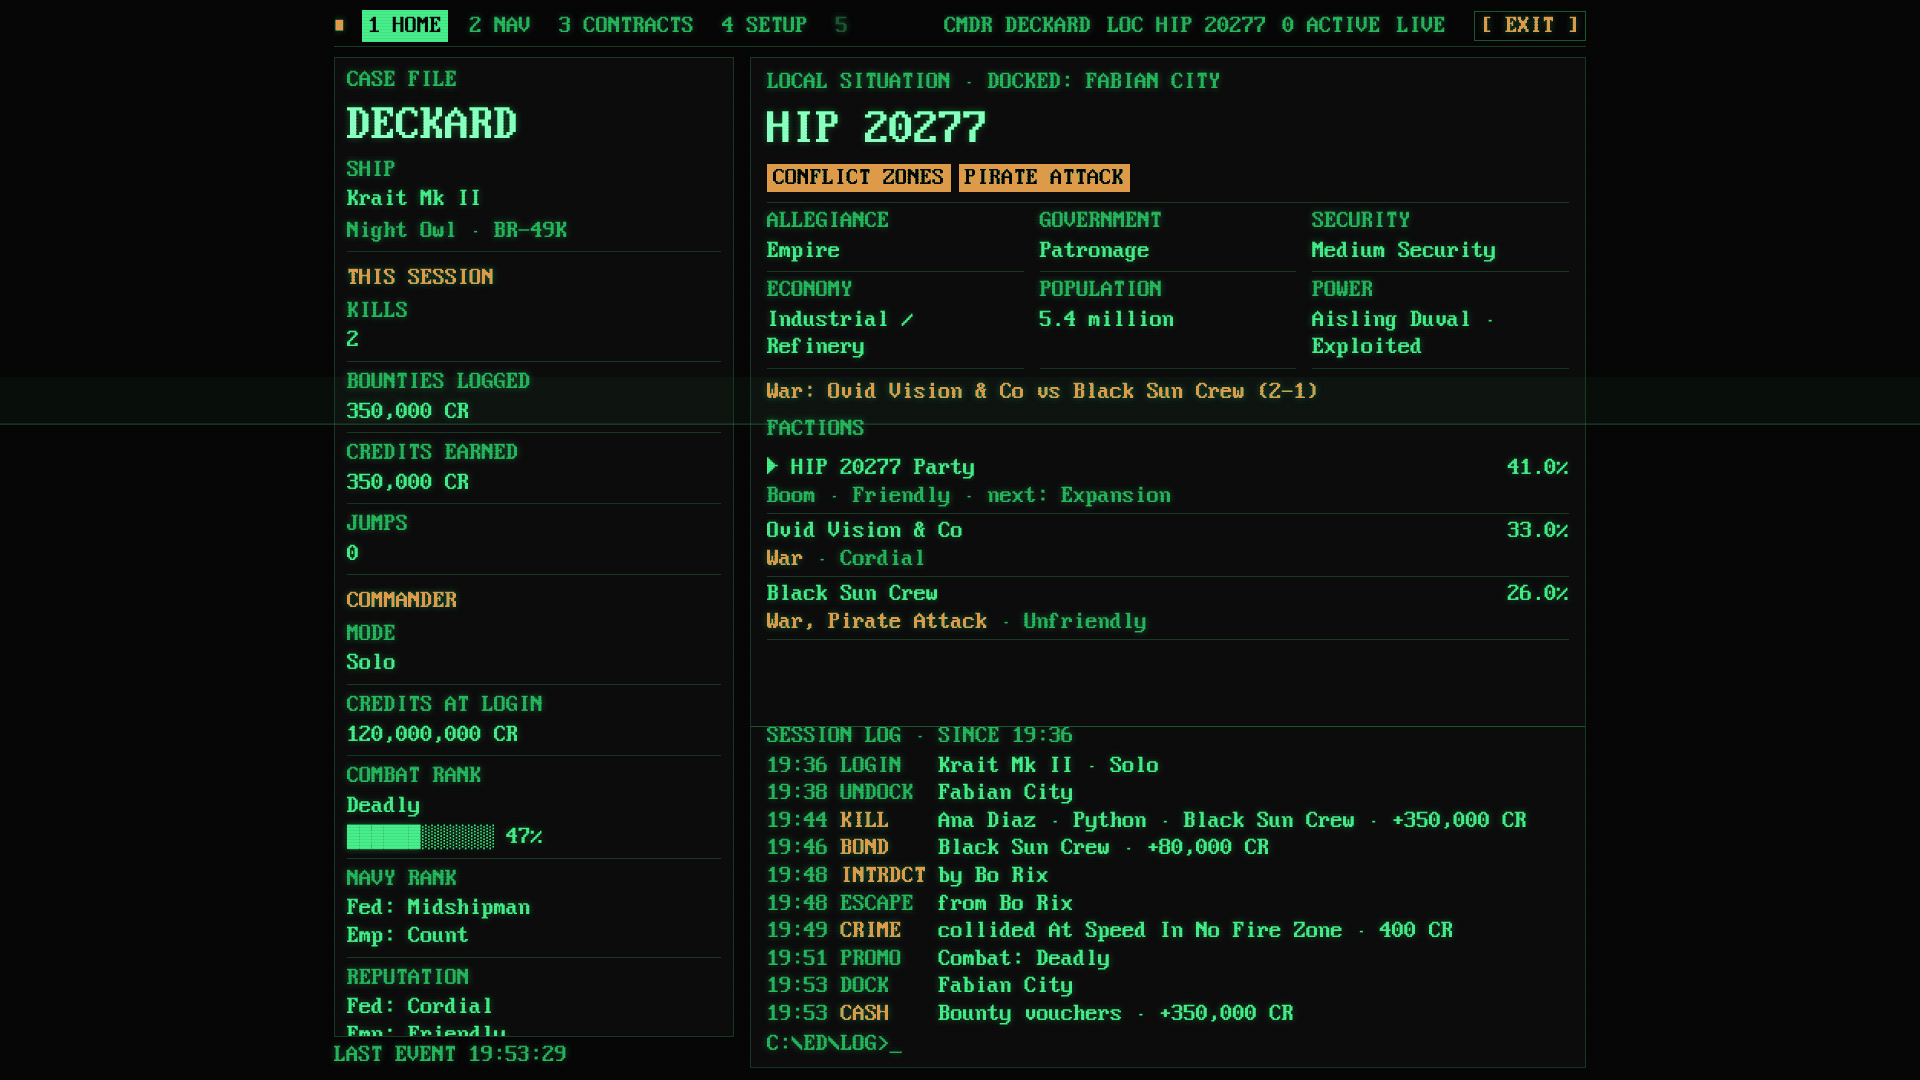 1 HOME 2 NAV 3 CONTRACTS 4 SETUP 5 CMDR DECKARD LOC HIP 20277 0 ACTIVE LIVE [ EXIT ]
CASE FILE
DECKARD
SHIP
Krait Mk II
Night Owl · BR-49K
THIS SESSION
KILLS
2
BOUNTIES LOGGED
350,000 CR
CREDITS EARNED
350,000 CR
JUMPS
0
COMMANDER
MODE
Solo
CREDITS AT LOGIN
120,000,000 CR
COMBAT RANK
Deadly
47%
NAVY RANK
Fed: Midshipman
Emp: Count
REPUTATION
Fed: Cordial
Emp: Friendly
LAST EVENT 19:53:29
LOCAL SITUATION · DOCKED: FABIAN CITY
HIP 20277
CONFLICT ZONES PIRATE ATTACK
ALLEGIANCE
Empire
GOVERNMENT
Patronage
SECURITY
Medium Security
ECONOMY
Industrial /
Refinery
POPULATION
5.4 million
POWER
Aisling Duval ·
Exploited
War: Ovid Vision & Co vs Black Sun Crew (2-1)
FACTIONS
HIP 20277 Party 41.0%
Boom · Friendly · next: Expansion
Ovid Vision & Co 33.0%
War · Cordial
Black Sun Crew 26.0%
War, Pirate Attack · Unfriendly
SESSION LOG · SINCE 19:36
19:36 LOGIN Krait Mk II · Solo
19:38 UNDOCK Fabian City
19:44 KILL Ana Diaz · Python · Black Sun Crew · +350,000 CR
19:46 BOND Black Sun Crew · +80,000 CR
19:48 INTRDCT by Bo Rix
19:48 ESCAPE from Bo Rix
19:49 CRIME collided At Speed In No Fire Zone · 400 CR
19:51 PROMO Combat: Deadly
19:53 DOCK Fabian City
19:53 CASH Bounty vouchers · +350,000 CR
C:\ED\LOG>_